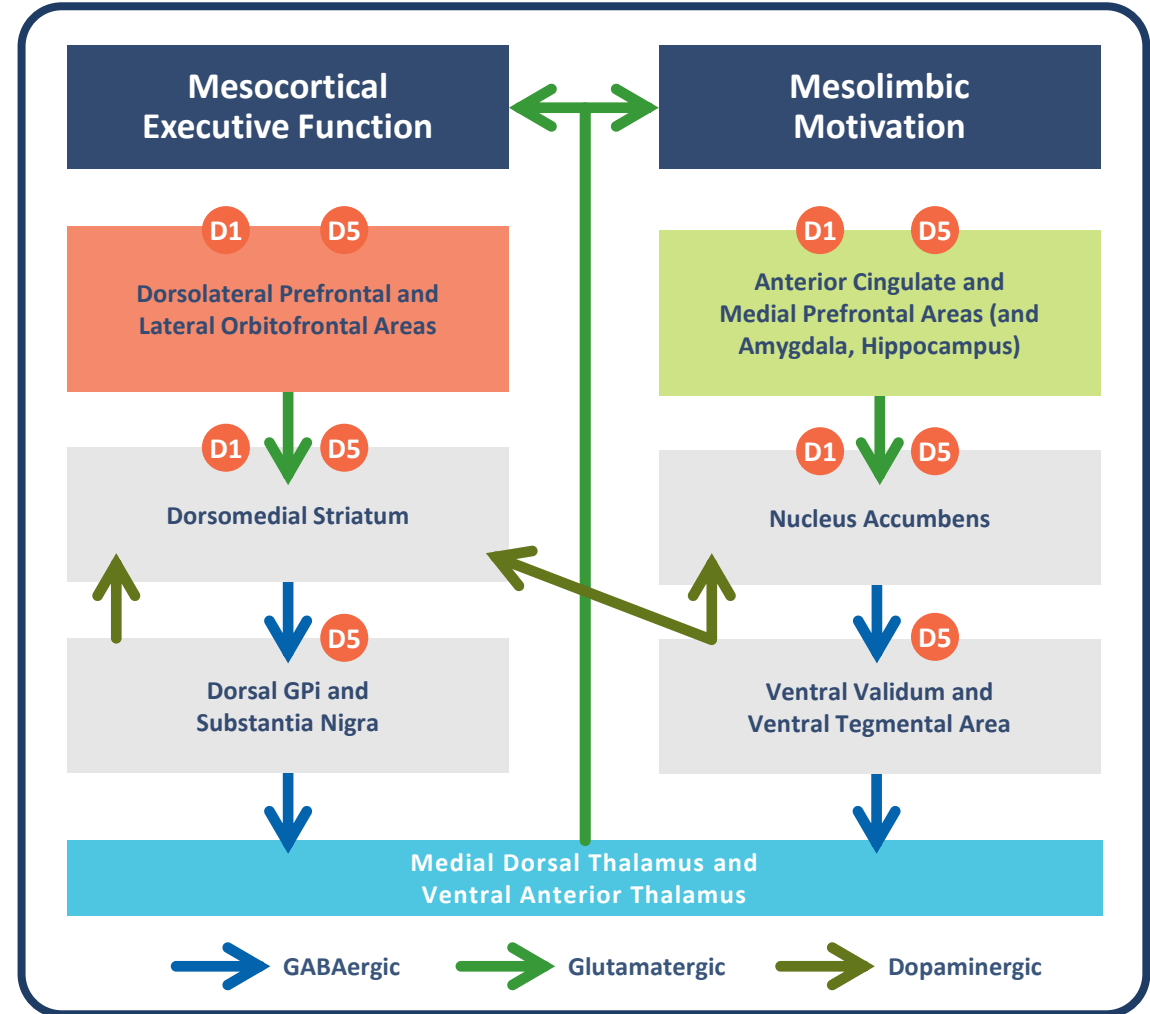 Mesocortical
Executive Function
Mesolimbic
Motivation
D1
D5
Dorsolateral Prefrontal and
Lateral Orbitofrontal Areas
D1
D5
Anterior Cingulate and
Medial Prefrontal Areas (and
Amygdala, Hippocampus)
D1
D5
Dorsomedial Striatum
D1
D5
Nucleus Accumbens
D5
Dorsal GPi and
Substantia Nigra
D5
Ventral Validum and
Ventral Tegmental Area
Medial Dorsal Thalamus and
Ventral Anterior Thalamus
GABAergic
Glutamatergic
Dopaminergic